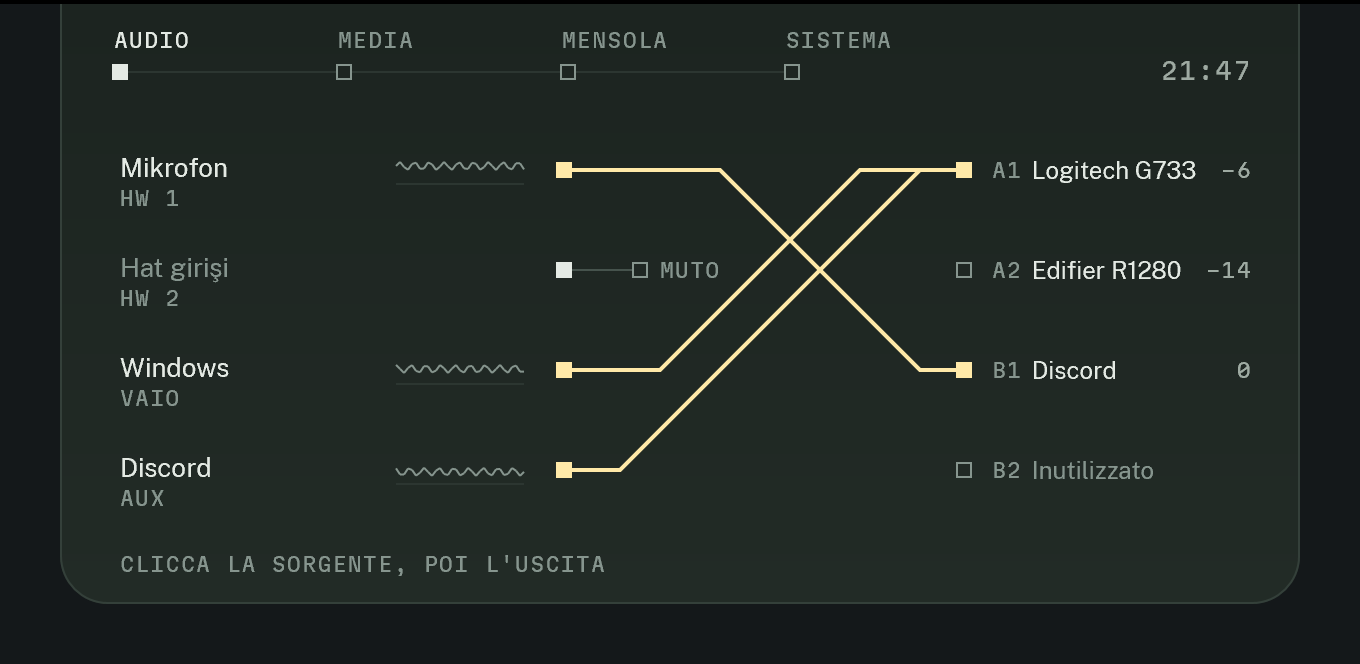 AUDIO MEDIA MENSOLA SISTEMA
21:47
Mikrofon
HW 1
A1 Logitech G733 −6
Hat girişi
HW 2
MUTO
A2 Edifier R1280 −14
Windows
VAIO
B1 Discord 0
Discord
AUX
B2 Inutilizzato
CLICCA LA SORGENTE, POI L'USCITA